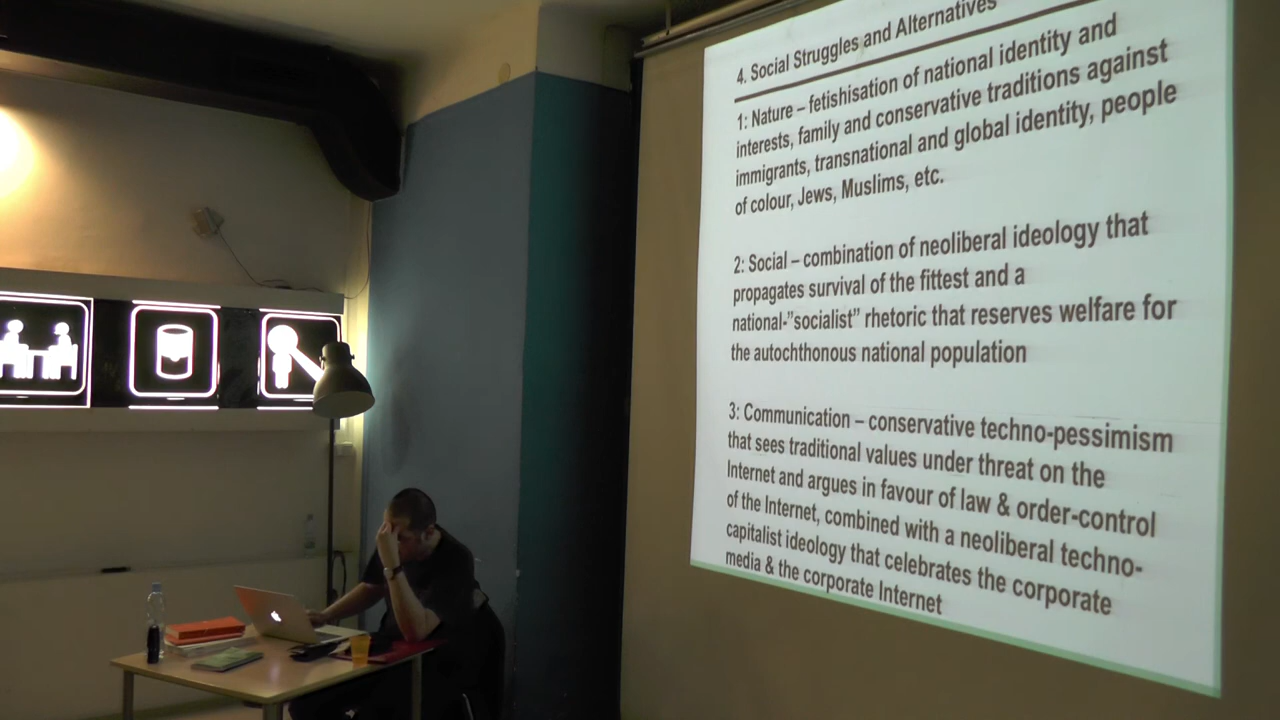 4. Social Struggles and Alternatives
1: Nature – fetishisation of national identity and
interests, family and conservative traditions against
immigrants, transnational and global identity, people
of colour, Jews, Muslims, etc.
2: Social – combination of neoliberal ideology that
propagates survival of the fittest and a
national-”socialist” rhetoric that reserves welfare for
the autochthonous national population
3: Communication – conservative techno-pessimism
that sees traditional values under threat on the
Internet and argues in favour of law & order-control
of the Internet, combined with a neoliberal techno-
capitalist ideology that celebrates the corporate
media & the corporate Internet